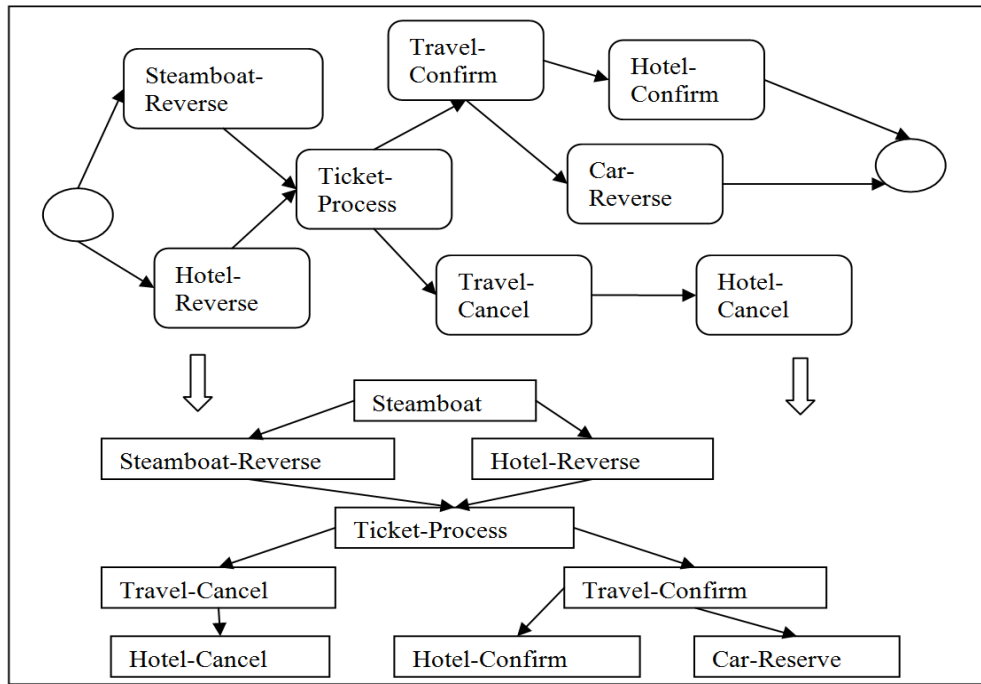 Travel-
Confirm
Hotel-
Confirm
Steamboat-
Reverse
Ticket-
Process
Car-
Reverse
Hotel-
Reverse
Travel-
Cancel
Hotel-
Cancel
Steamboat
Steamboat-Reverse
Hotel-Reverse
Ticket-Process
Travel-Cancel
Travel-Confirm
Hotel-Cancel
Hotel-Confirm
Car-Reserve